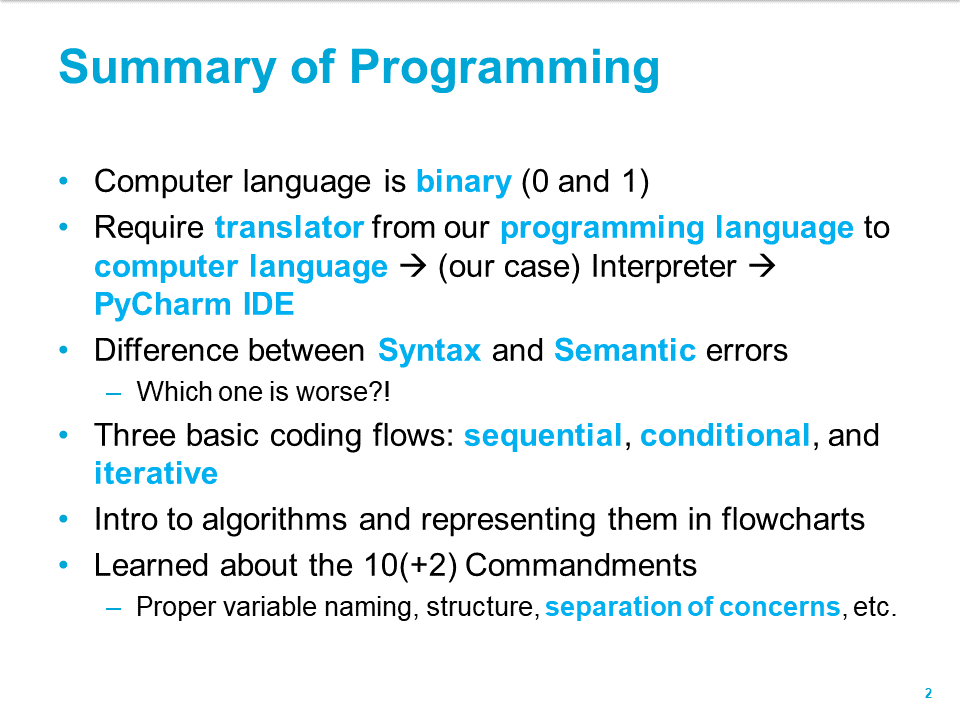 Summary of Programming
• Computer language is binary (0 and 1)
• Require translator from our programming language to
computer language → (our case) Interpreter →
PyCharm IDE
• Difference between Syntax and Semantic errors
– Which one is worse?!
• Three basic coding flows: sequential, conditional, and
iterative
• Intro to algorithms and representing them in flowcharts
• Learned about the 10(+2) Commandments
– Proper variable naming, structure, separation of concerns, etc.
2